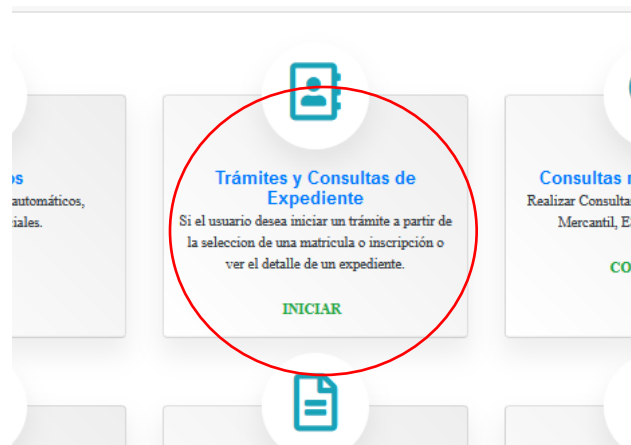 os
automáticos,
iales.
Trámites y Consultas de
Expediente
Si el usuario desea iniciar un trámite a partir de
la seleccion de una matricula o inscripción o
ver el detalle de un expediente.
INICIAR
Consultas
Realizar Consulta
Mercantil, E
CO